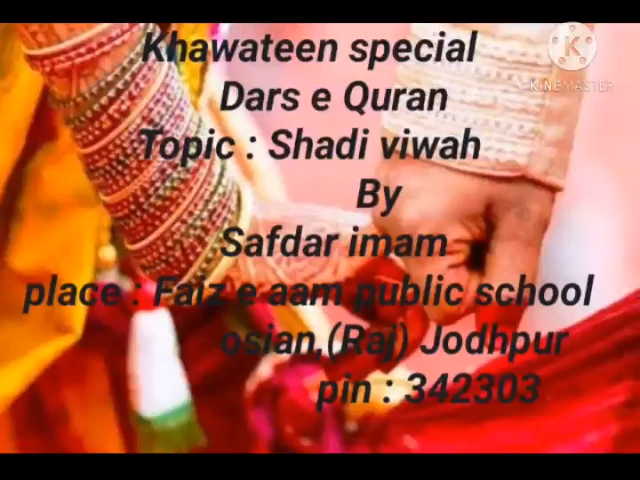 Khawateen special
K
KINEMASTER
Dars e Quran
Topic : Shadi viwah
By
Safdar imam
place : Faiz e aam public school
osian,(Raj) Jodhpur
pin : 342303